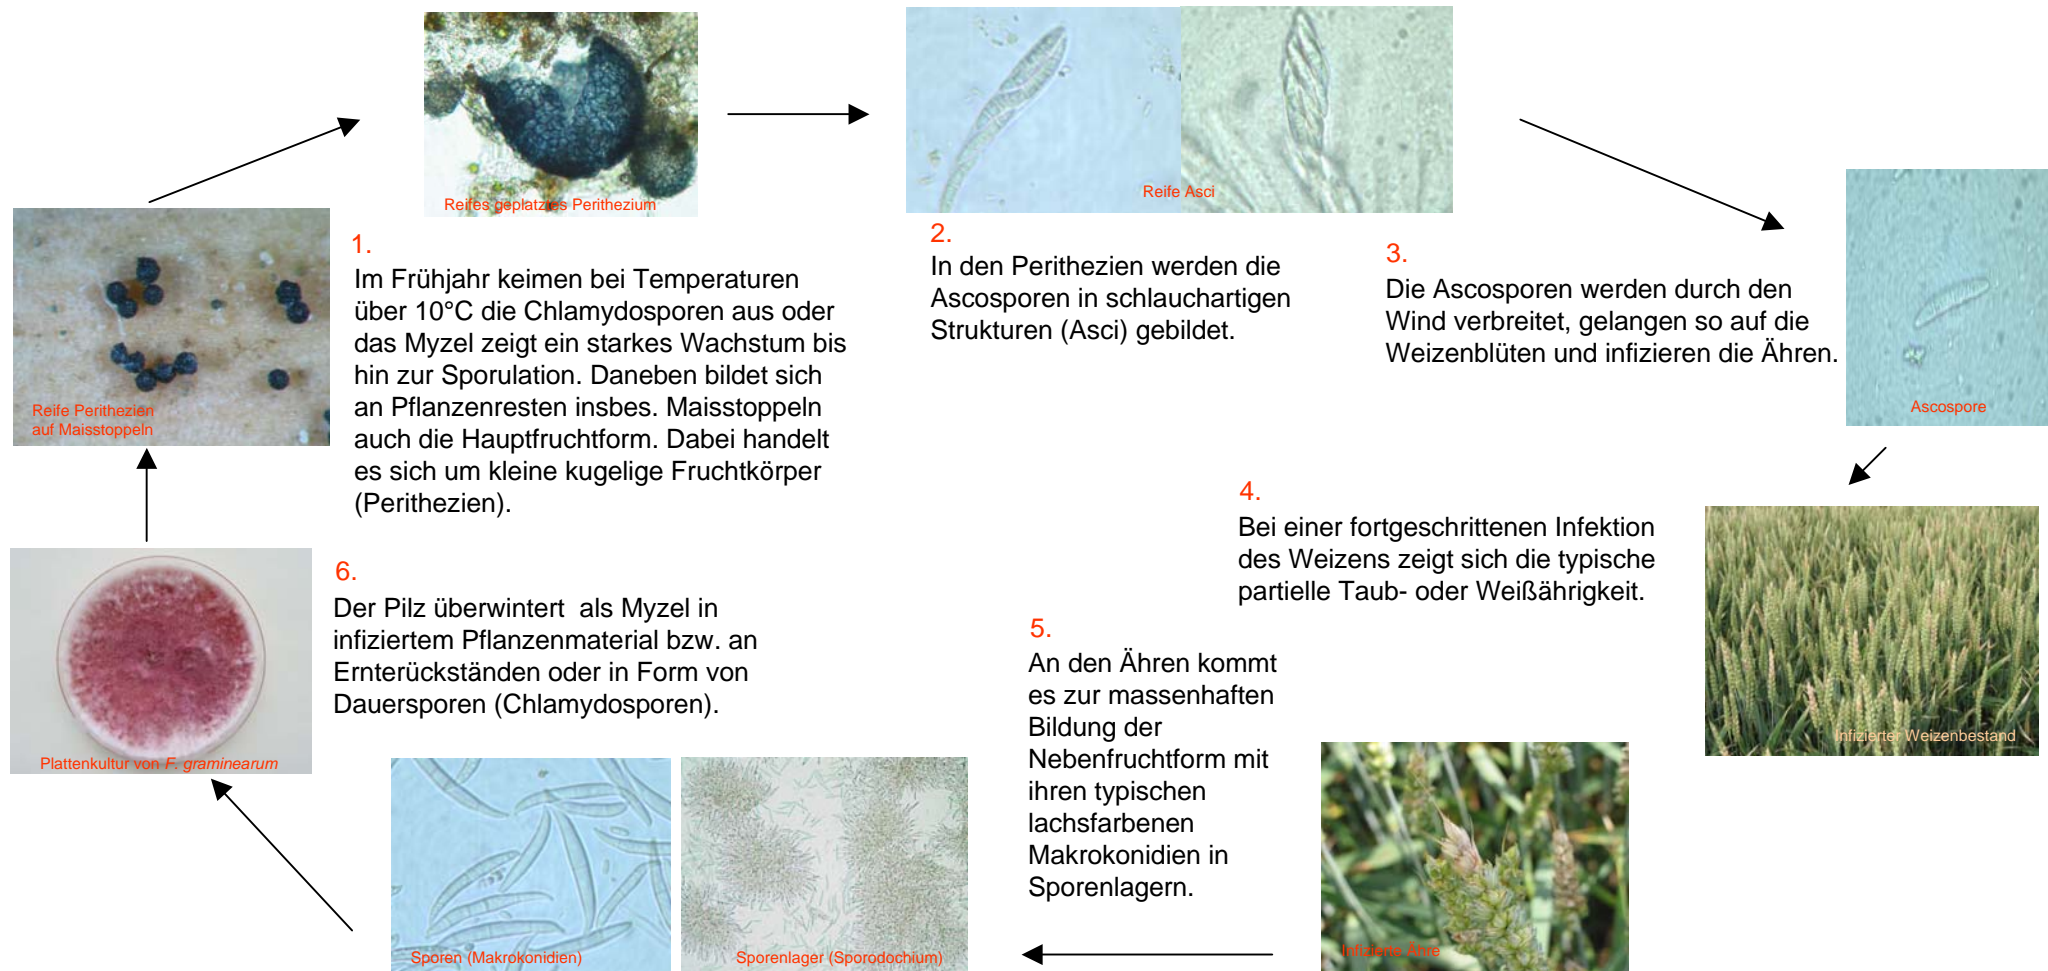 Reifes geplatztes Perithezium
Reife Asci
Reife Perithezien
auf Maisstoppeln
1.
Im Frühjahr keimen bei Temperaturen
über 10°C die Chlamydosporen aus oder
das Myzel zeigt ein starkes Wachstum bis
hin zur Sporulation. Daneben bildet sich
an Pflanzenresten insbes. Maisstoppeln
auch die Hauptfruchtform. Dabei handelt
es sich um kleine kugelige Fruchtkörper
(Perithezien).
2.
In den Perithezien werden die
Ascosporen in schlauchartigen
Strukturen (Asci) gebildet.
3.
Die Ascosporen werden durch den
Wind verbreitet, gelangen so auf die
Weizenblüten und infizieren die Ähren.
Ascospore
4.
Bei einer fortgeschrittenen Infektion
des Weizens zeigt sich die typische
partielle Taub- oder Weißährigkeit.
Infizierter Weizenbestand
5.
An den Ähren kommt
es zur massenhaften
Bildung der
Nebenfruchtform mit
ihren typischen
lachsfarbenen
Makrokonidien in
Sporenlagern.
Infizierte Ähre
Sporenlager (Sporodochium)
Sporen (Makrokonidien)
6.
Der Pilz überwintert als Myzel in
infiziertem Pflanzenmaterial bzw. an
Ernterückständen oder in Form von
Dauersporen (Chlamydosporen).
Plattenkultur von F. graminearum